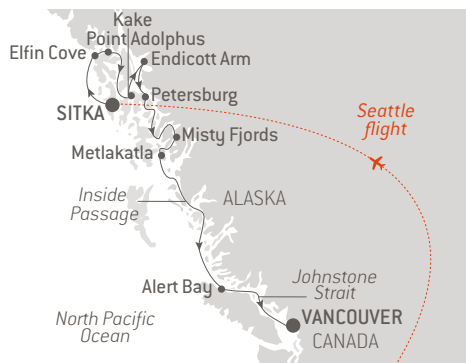 Kake
Point Adolphus
Elfin Cove
Endicott Arm
Petersburg
SITKA
Seattle
flight
Misty Fjords
Metlakatla
Inside
Passage
ALASKA
Johnstone
Strait
Alert Bay
North Pacific
Ocean
VANCOUVER
CANADA